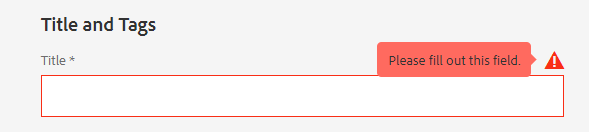 Title and Tags
Title *
Please fill out this field.